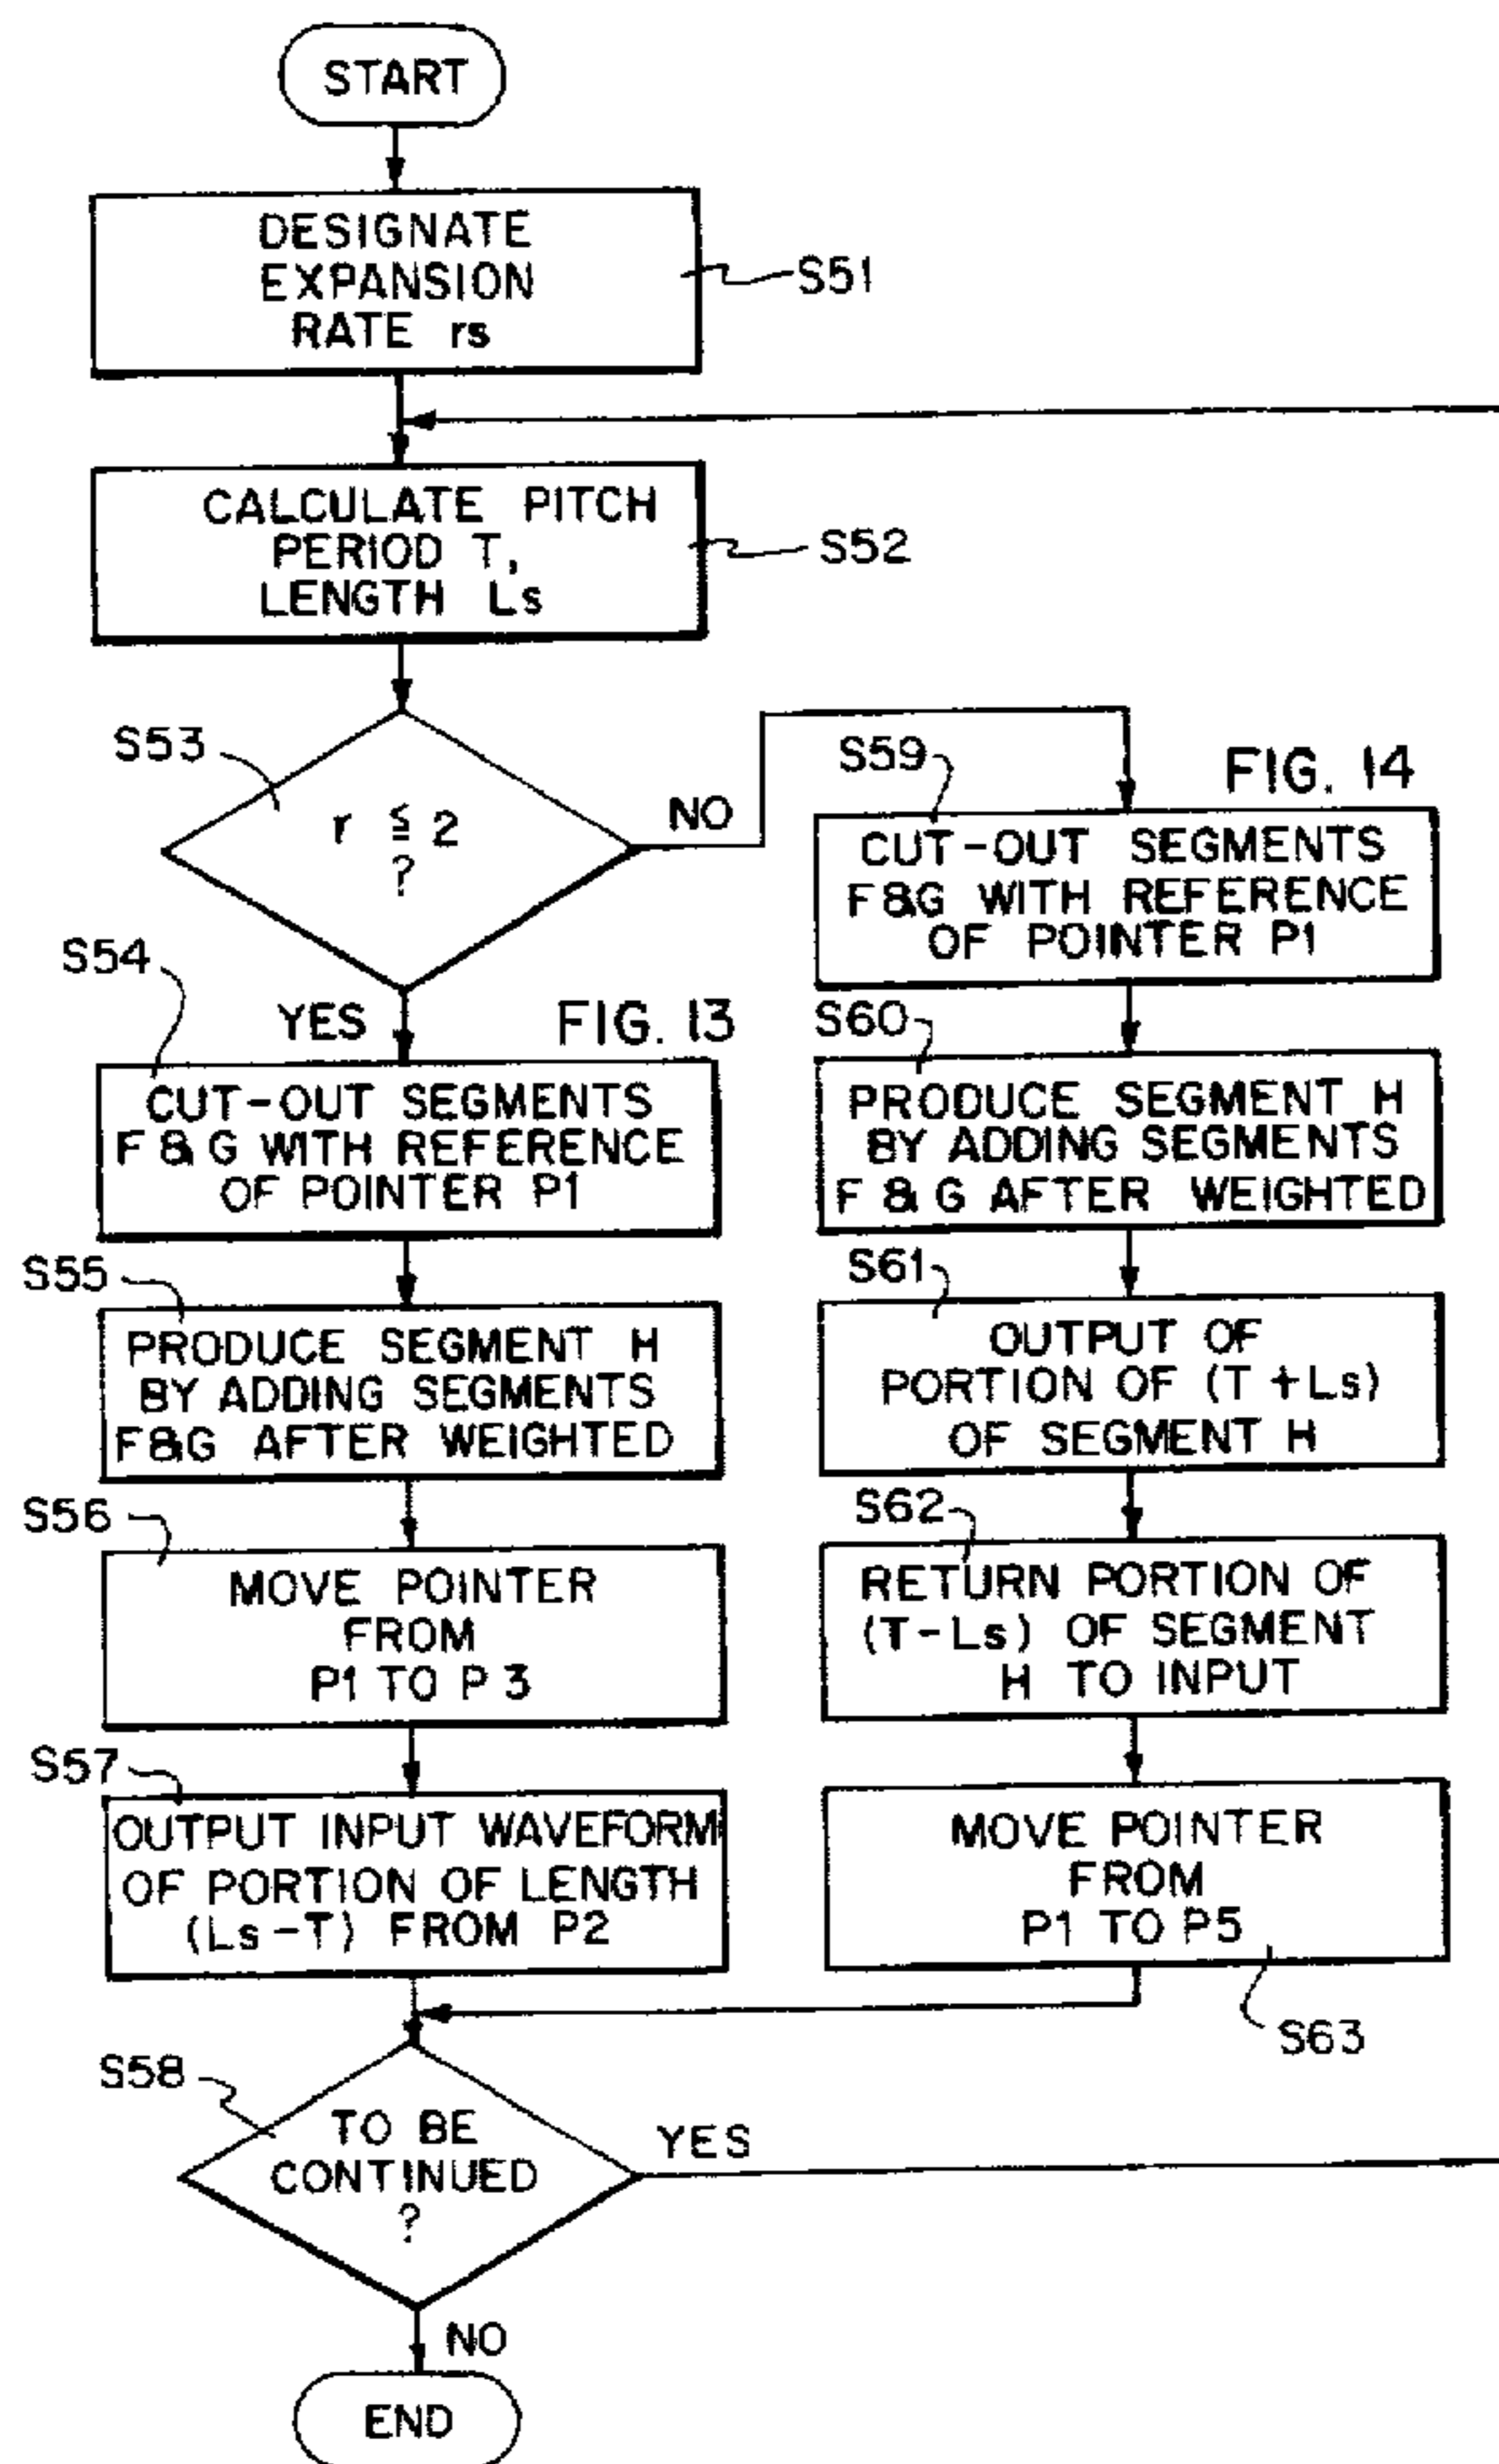 START
DESIGNATE
EXPANSION
RATE rs
S51
CALCULATE PITCH
PERIOD T,
LENGTH Ls
S52
S53
r ≦ 2
?
NO
YES
FIG. 13
S54
CUT-OUT SEGMENTS
F & G WITH REFERENCE
OF POINTER P1
S55
PRODUCE SEGMENT H
BY ADDING SEGMENTS
F&G AFTER WEIGHTED
S56
MOVE POINTER
FROM
P1 TO P3
S57
OUTPUT INPUT WAVEFORM
OF PORTION OF LENGTH
(Ls-T) FROM P2
S59
FIG. 14
CUT-OUT SEGMENTS
F&G WITH REFERENCE
OF POINTER P1
S60
PRODUCE SEGMENT H
BY ADDING SEGMENTS
F & G AFTER WEIGHTED
S61
OUTPUT OF
PORTION OF (T+Ls)
OF SEGMENT H
S62
RETURN PORTION OF
(T-Ls) OF SEGMENT
H TO INPUT
MOVE POINTER
FROM
P1 TO P5
S63
S58
TO BE
CONTINUED
?
YES
NO
END